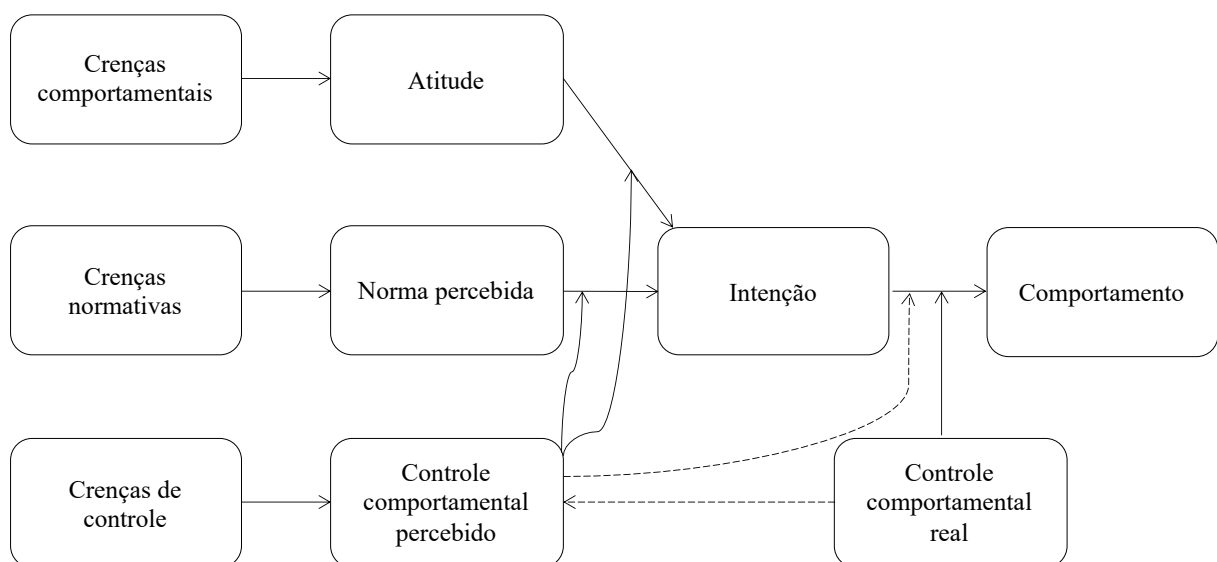 Crenças
comportamentais
Atitude
Crenças
normativas
Norma percebida
Intenção
Comportamento
Crenças de
controle
Controle
comportamental
percebido
Controle
comportamental
real